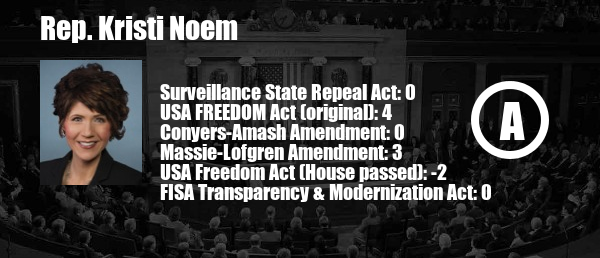 Rep. Kristi Noem
Surveillance State Repeal Act: 0
USA FREEDOM Act (original): 4
Conyers-Amash Amendment: 0
Massie-Lofgren Amendment: 3
USA Freedom Act (House passed): -2
FISA Transparency & Modernization Act: 0
A